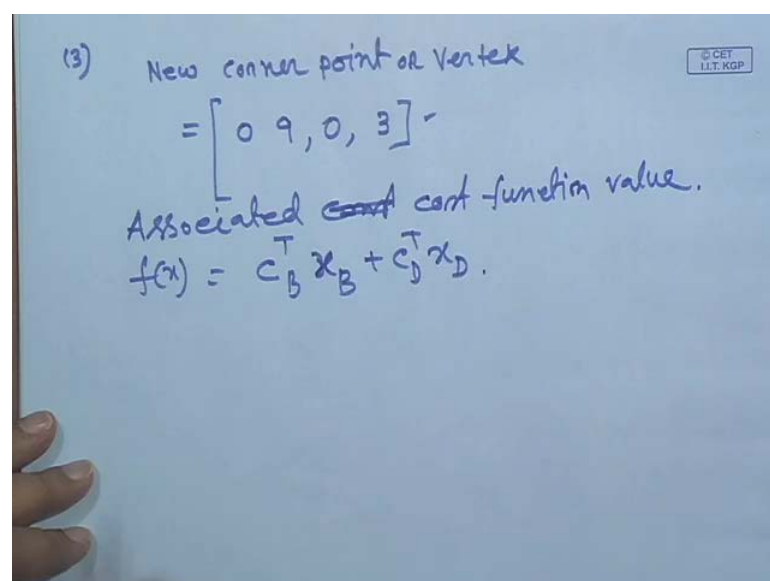 (3) New corner point or Vertex
© CET
I.I.T. KGP
= [ 0 9, 0, 3 ]
Associated cost function value.
f(x) = C_B^T x_B + C_D^T x_D.